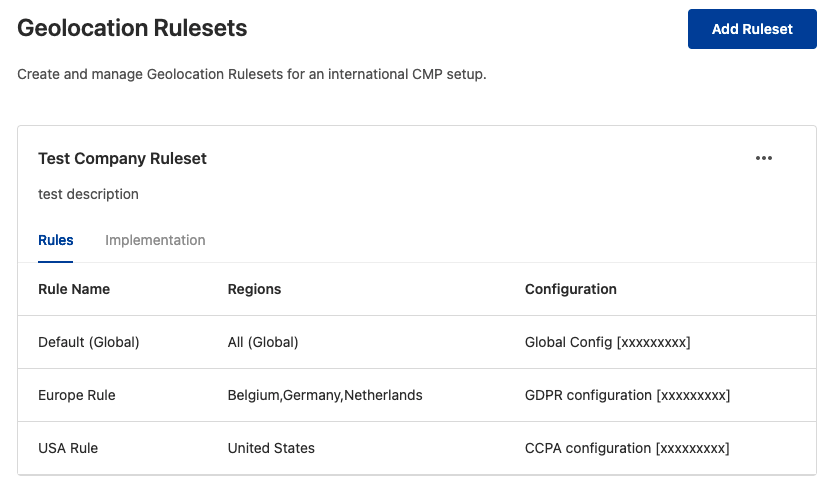 Geolocation Rulesets
Add Ruleset
Create and manage Geolocation Rulesets for an international CMP setup.
Test Company Ruleset
test description
Rules Implementation
Rule Name Regions Configuration
Default (Global) All (Global) Global Config [xxxxxxxxx]
Europe Rule Belgium,Germany,Netherlands GDPR configuration [xxxxxxxxx]
USA Rule United States CCPA configuration [xxxxxxxxx]